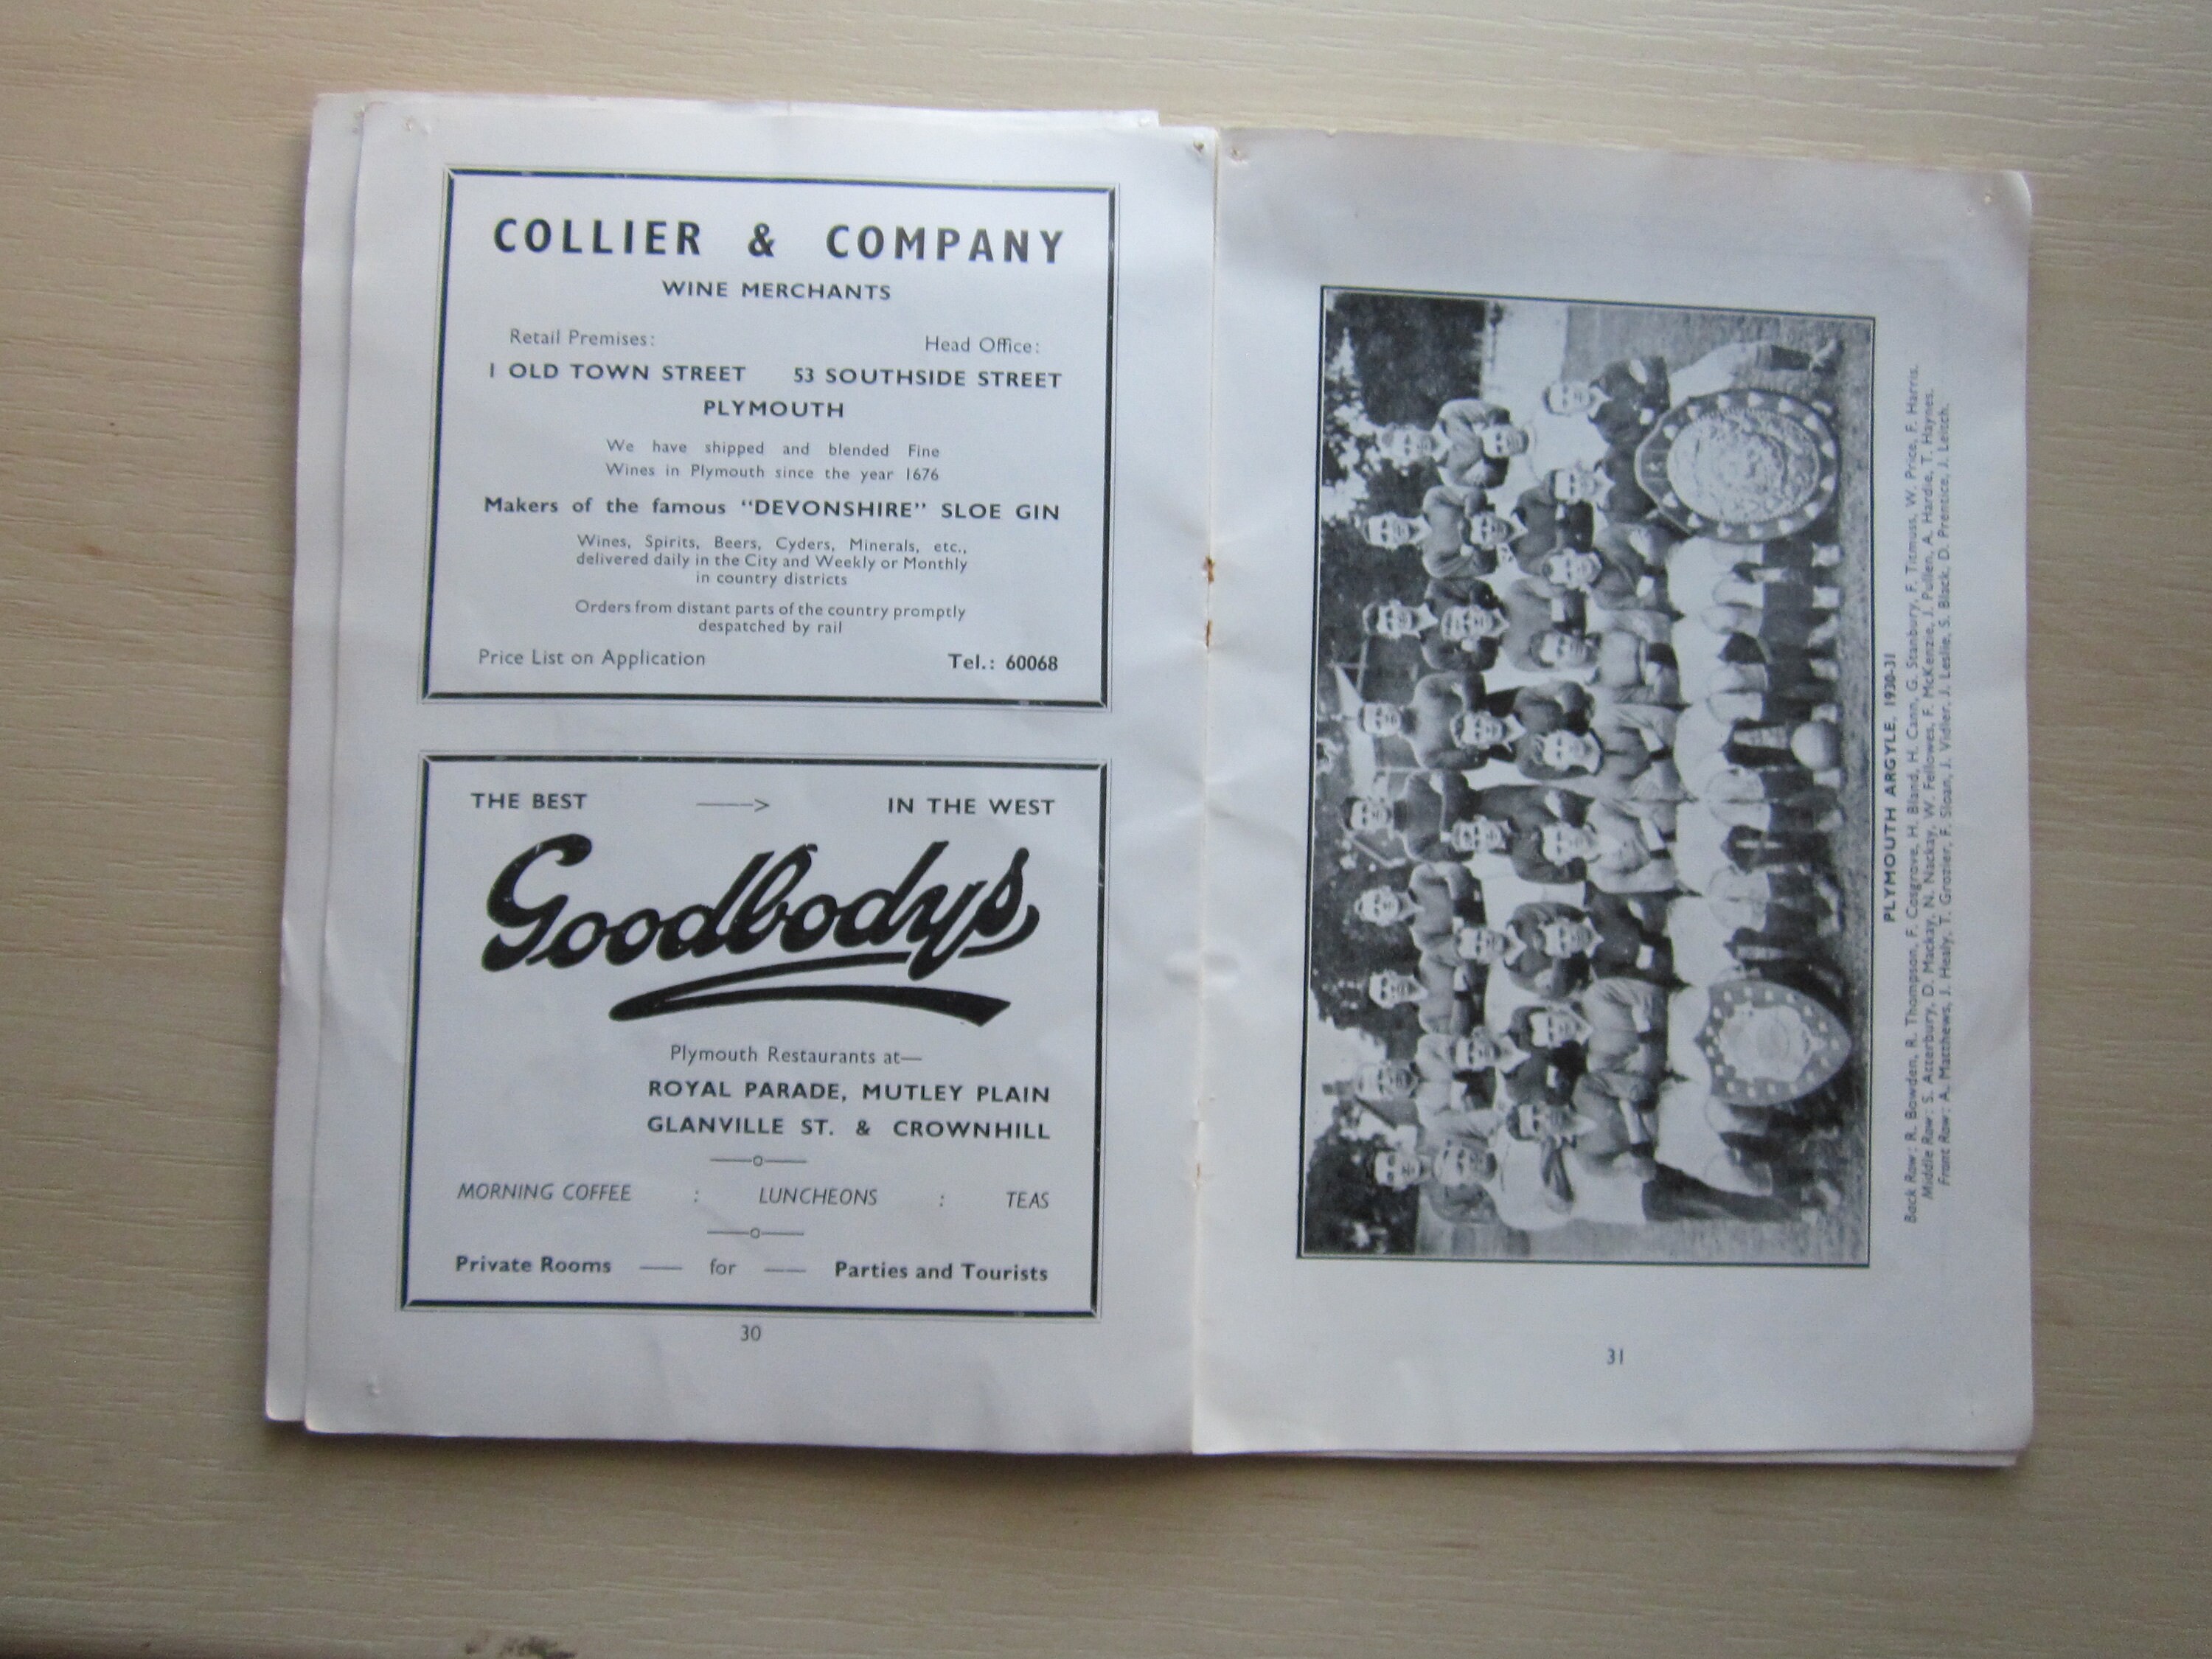 COLLIER & COMPANY
WINE MERCHANTS
Retail Premises: Head Office:
1 OLD TOWN STREET 53 SOUTHSIDE STREET
PLYMOUTH
We have shipped and blended Fine
Wines in Plymouth since the year 1676
Makers of the famous "DEVONSHIRE" SLOE GIN
Wines, Spirits, Beers, Cyders, Minerals, etc.,
delivered daily in the City and Weekly or Monthly
in country districts
Orders from distant parts of the country promptly
despatched by rail
Price List on Application Tel.: 60068
THE BEST —> IN THE WEST
Goodbodys
Plymouth Restaurants at—
ROYAL PARADE, MUTLEY PLAIN
GLANVILLE ST. & CROWNHILL
MORNING COFFEE : LUNCHEONS : TEAS
Private Rooms — for — Parties and Tourists
30
PLYMOUTH ARGYLE, 1930-31
Back Row: R. Bowden, R. Thompson, F. Cosgrove, H. Bland, H. Cann, G. Stanbury, F. Titmuss, W. Price, F. Harris.
Middle Row: S. Atterbury, D. Mackay, N. Nackay, W. Fellowes, F. McKenzie, J. Pullen, A. Hardie, T. Haynes.
Front Row: A. Matthews, J. Healy, T. Grozier, F. Sloan, J. Vidler, J. Leslie, S. Black, D. Prentice, J. Leitch.
31